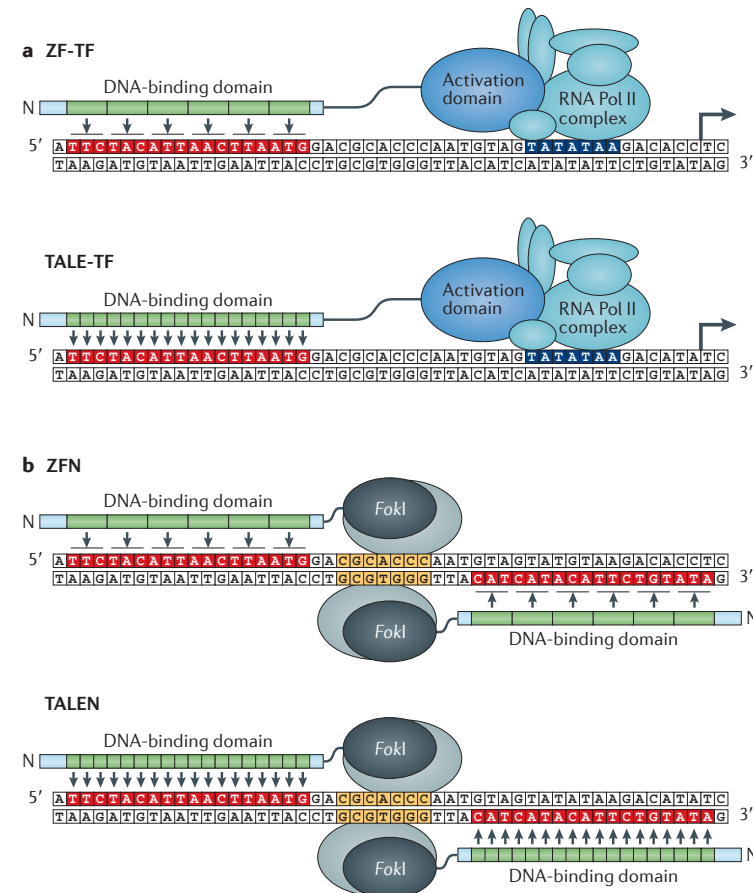 a ZF-TF
DNA-binding domain
Activation domain
RNA Pol II complex
N
5′ ATTCTACATTAACTTAATGGACGCACCCAATGTAGTATATAAGACACCTC
TAAGATGTAATTGAATTACCTGCGTGGGTTACATCATATATTCTGTATAG 3′
TALE-TF
DNA-binding domain
Activation domain
RNA Pol II complex
N
5′ ATTCTACATTAACTTAATGGACGCACCCAATGTAGTATATAAGACATATC
TAAGATGTAATTGAATTACCTGCGTGGGTTACATCATATATTCTGTATAG 3′
b ZFN
DNA-binding domain
N
FokI
5′ ATTCTACATTAACTTAATGGACGCACCCAATGTAGTATGTAAGACACCTC
TAAGATGTAATTGAATTACCTGCGTGGGTTACATCATACATTCTGTATAG 3′
FokI
N
DNA-binding domain
TALEN
DNA-binding domain
N
FokI
5′ ATTCTACATTAACTTAATGGACGCACCCAATGTAGTATATAAGACATATC
TAAGATGTAATTGAATTACCTGCGTGGGTTACATCATACATTCTGTATAG 3′
FokI
N
DNA-binding domain